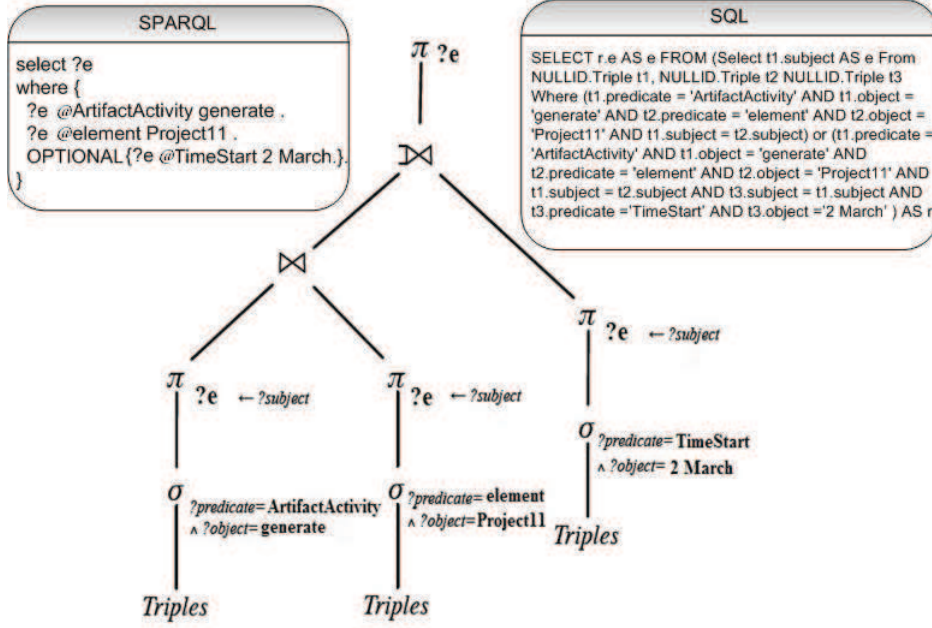 SPARQL
select ?e
where {
?e @ArtifactActivity generate .
?e @element Project11 .
OPTIONAL{?e @TimeStart 2 March.}.
}
SQL
SELECT r.e AS e FROM (Select t1.subject AS e From
NULLID.Triple t1, NULLID.Triple t2 NULLID.Triple t3
Where (t1.predicate = 'ArtifactActivity' AND t1.object =
'generate' AND t2.predicate = 'element' AND t2.object =
'Project11' AND t1.subject = t2.subject) or (t1.predicate =
'ArtifactActivity' AND t1.object = 'generate' AND
t2.predicate = 'element' AND t2.object = 'Project11' AND
t1.subject = t2.subject AND t3.subject = t1.subject AND
t3.predicate ='TimeStart' AND t3.object ='2 March' ) AS r
π ?e
⟕
⋈
π ?e ← ?subject
π ?e ← ?subject
π ?e ← ?subject
σ ?predicate= TimeStart
∧ ?object= 2 March
σ ?predicate= ArtifactActivity
∧ ?object= generate
σ ?predicate= element
∧ ?object= Project11
Triples
Triples
Triples